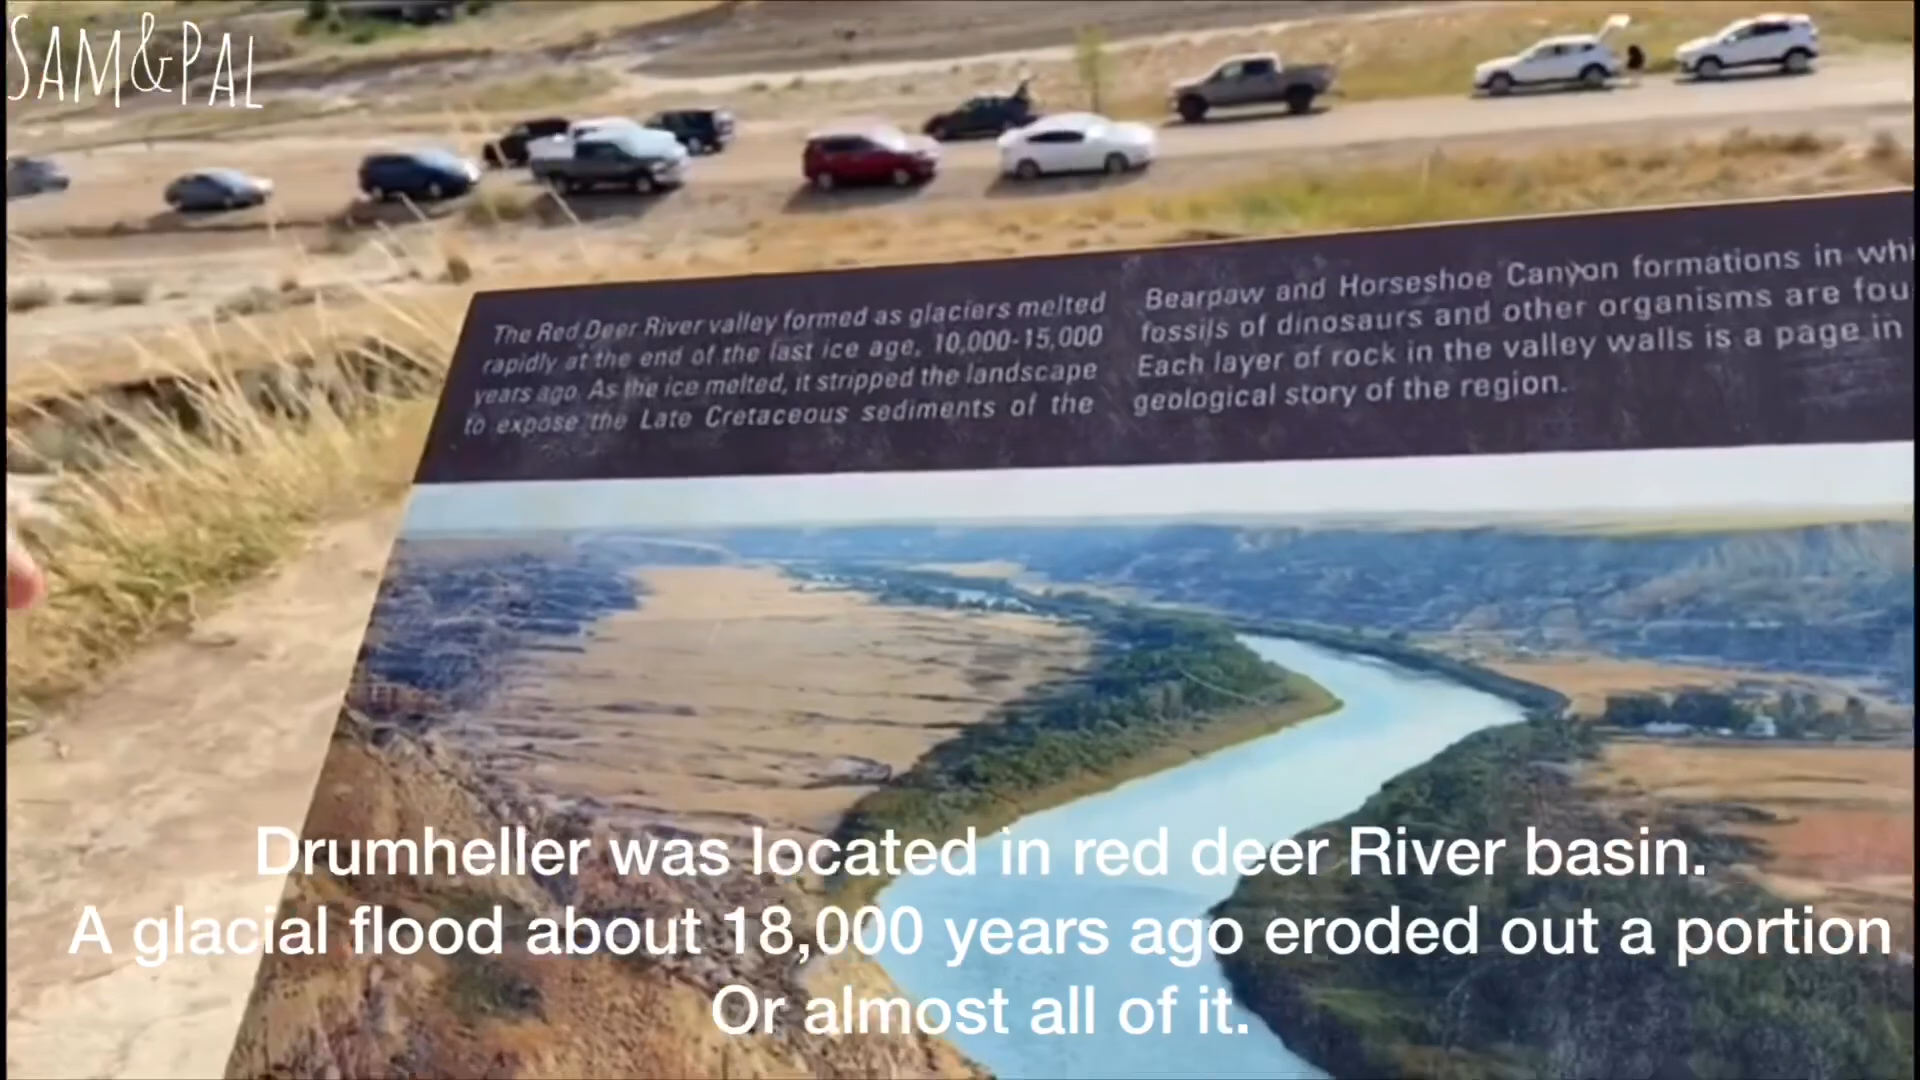 SAM&PAL
The Red Deer River valley formed as glaciers melted
rapidly at the end of the last ice age, 10,000-15,000
years ago. As the ice melted, it stripped the landscape
to expose the Late Cretaceous sediments of the
Bearpaw and Horseshoe Canyon formations in whi
fossils of dinosaurs and other organisms are fou
Each layer of rock in the valley walls is a page in
geological story of the region.
Drumheller was located in red deer River basin.
A glacial flood about 18,000 years ago eroded out a portion
Or almost all of it.